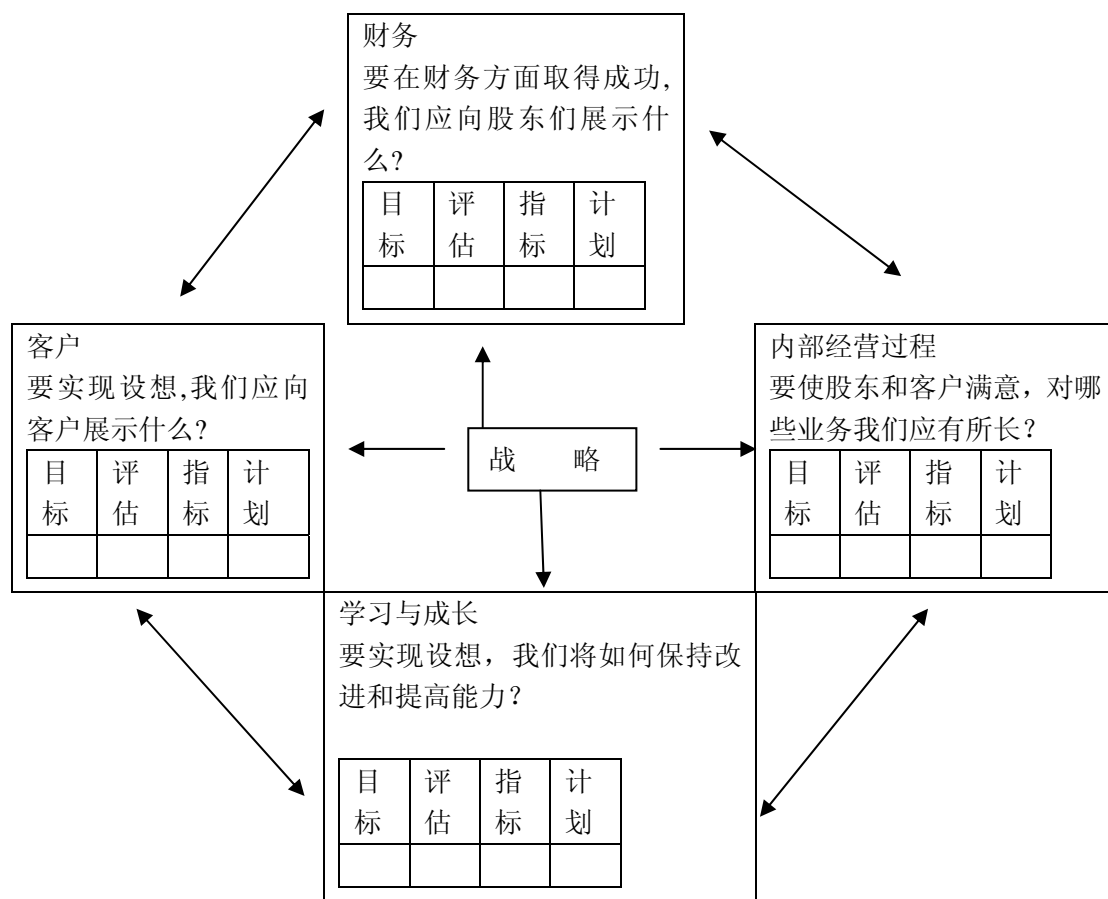 财务
要在财务方面取得成功,
我们应向股东们展示什
么?
目标 评估 指标 计划
客户
要实现设想,我们应向
客户展示什么?
目标 评估 指标 计划
战 略
内部经营过程
要使股东和客户满意，对哪
些业务我们应有所长？
目标 评估 指标 计划
学习与成长
要实现设想，我们将如何保持改
进和提高能力？
目标 评估 指标 计划